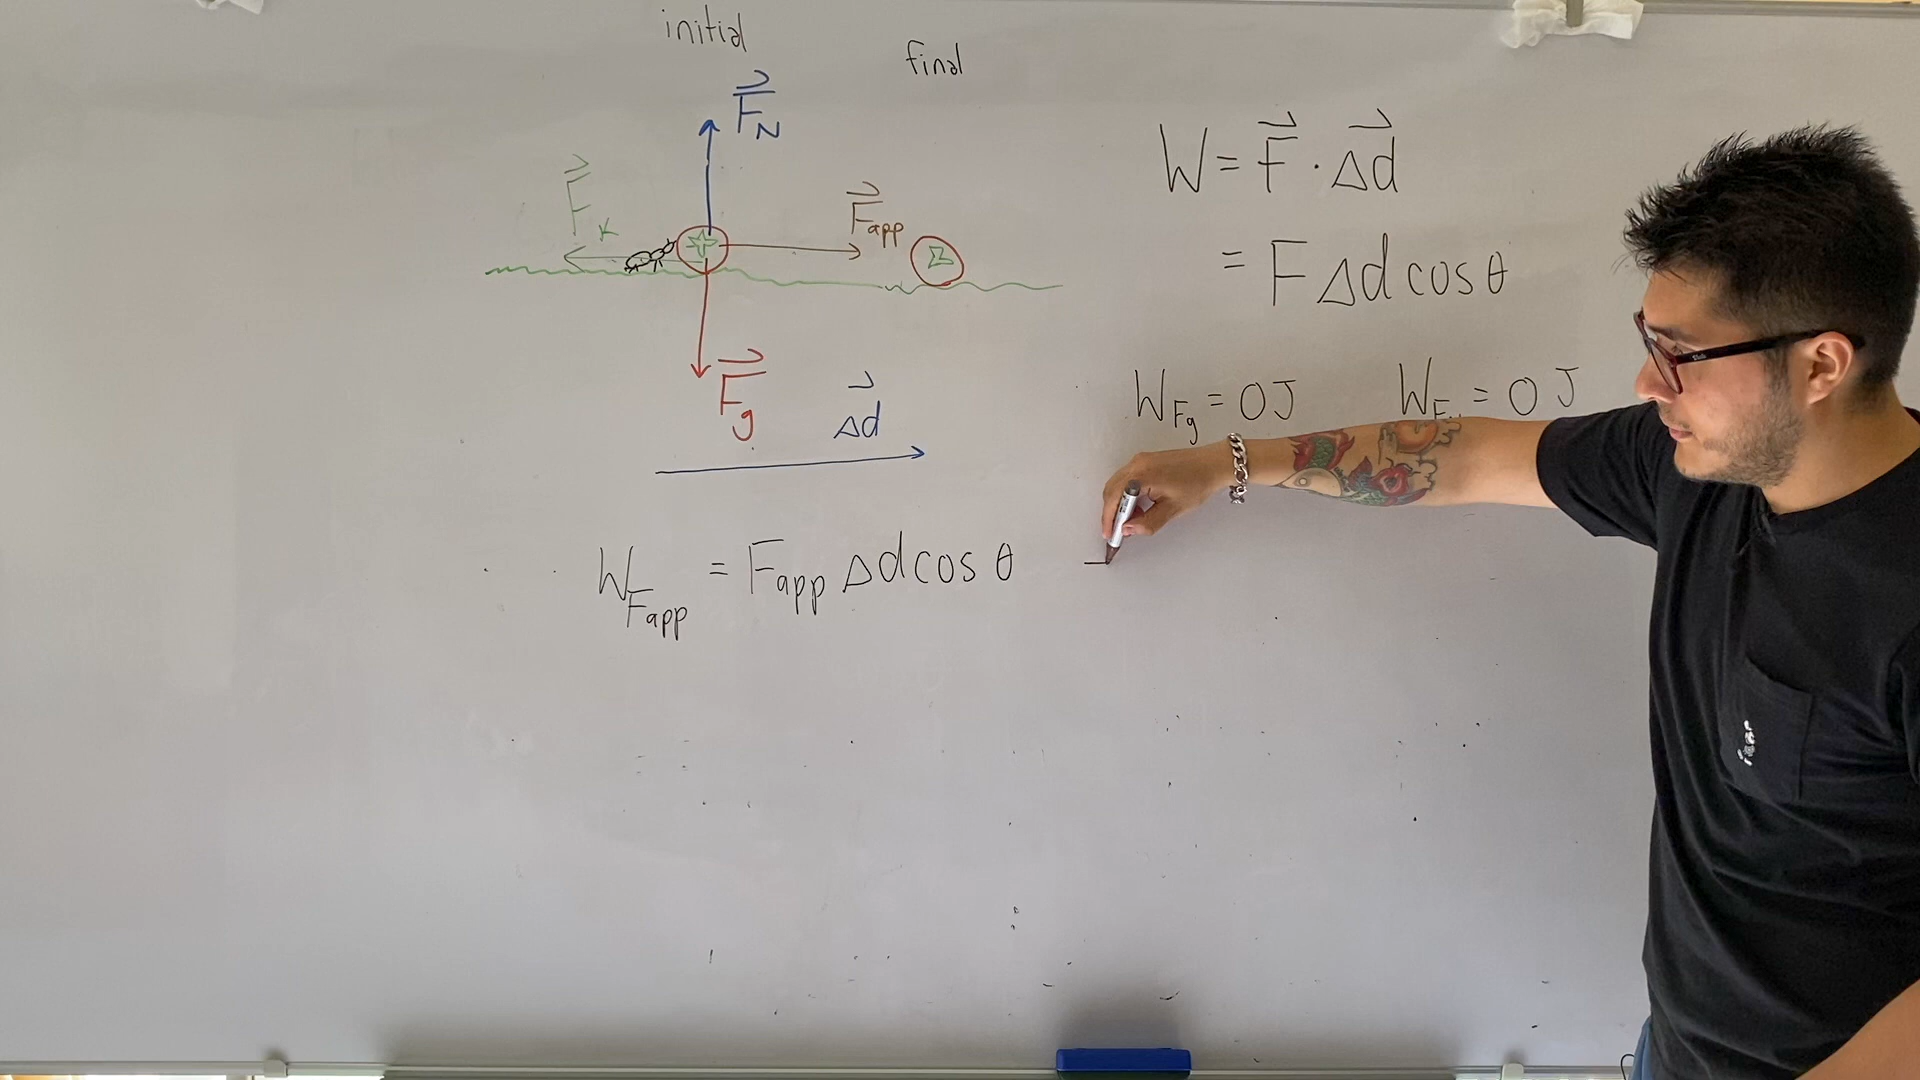 initial
final
F_N
F_K
F_app
F_g
Δd
W = F · Δd
= F Δd cos θ
W_Fg = 0 J
W_F = 0 J
W_Fapp = F_app Δd cos θ